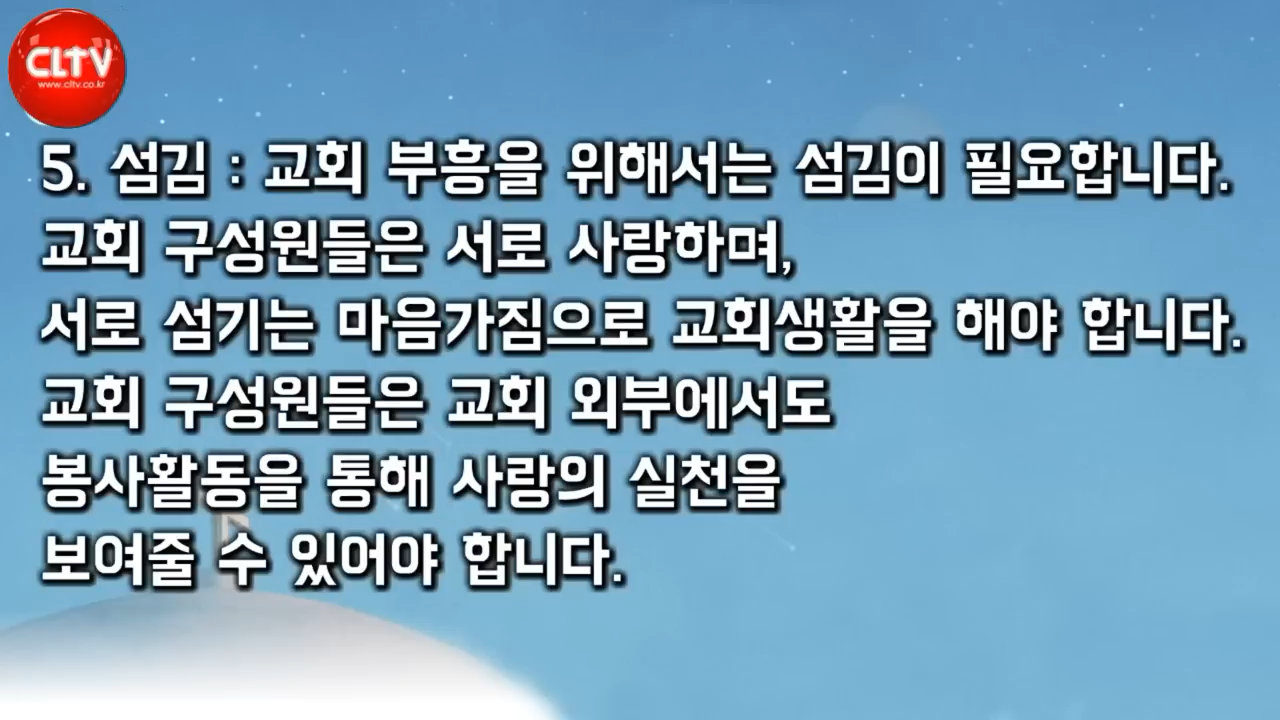 CLTV
www.cltv.co.kr
5. 섬김 : 교회 부흥을 위해서는 섬김이 필요합니다.
교회 구성원들은 서로 사랑하며,
서로 섬기는 마음가짐으로 교회생활을 해야 합니다.
교회 구성원들은 교회 외부에서도
봉사활동을 통해 사랑의 실천을
보여줄 수 있어야 합니다.